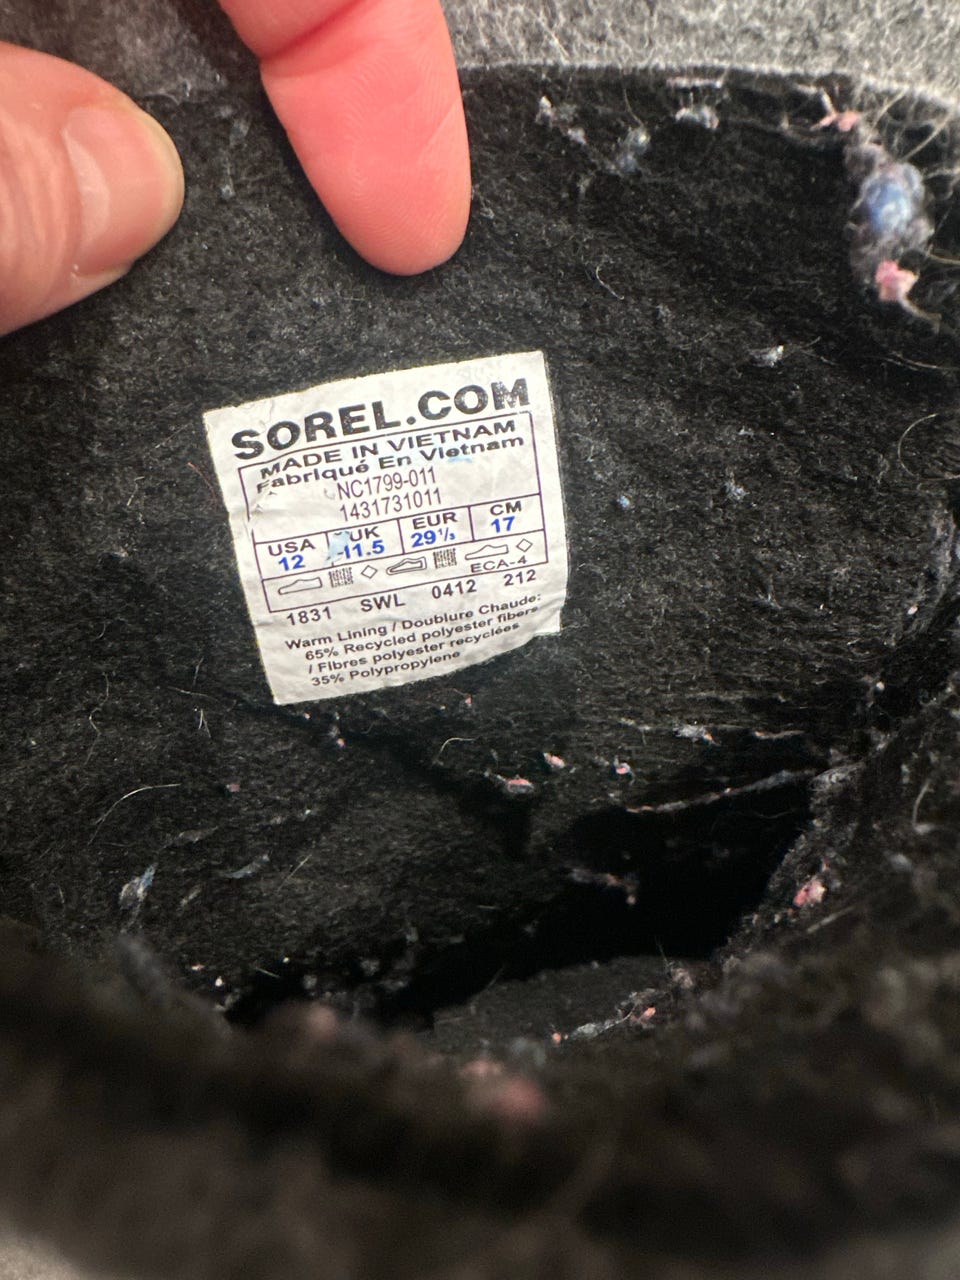 SOREL.COM
MADE IN VIETNAM
Fabriqué En Vietnam
NC1799-011
1431731011
USA UK EUR CM
12 11.5 29⅓ 17
ECA-4
1831 SWL 0412 212
Warm Lining / Doublure Chaude:
65% Recycled polyester fibers
/ Fibres polyester recyclées
35% Polypropylene